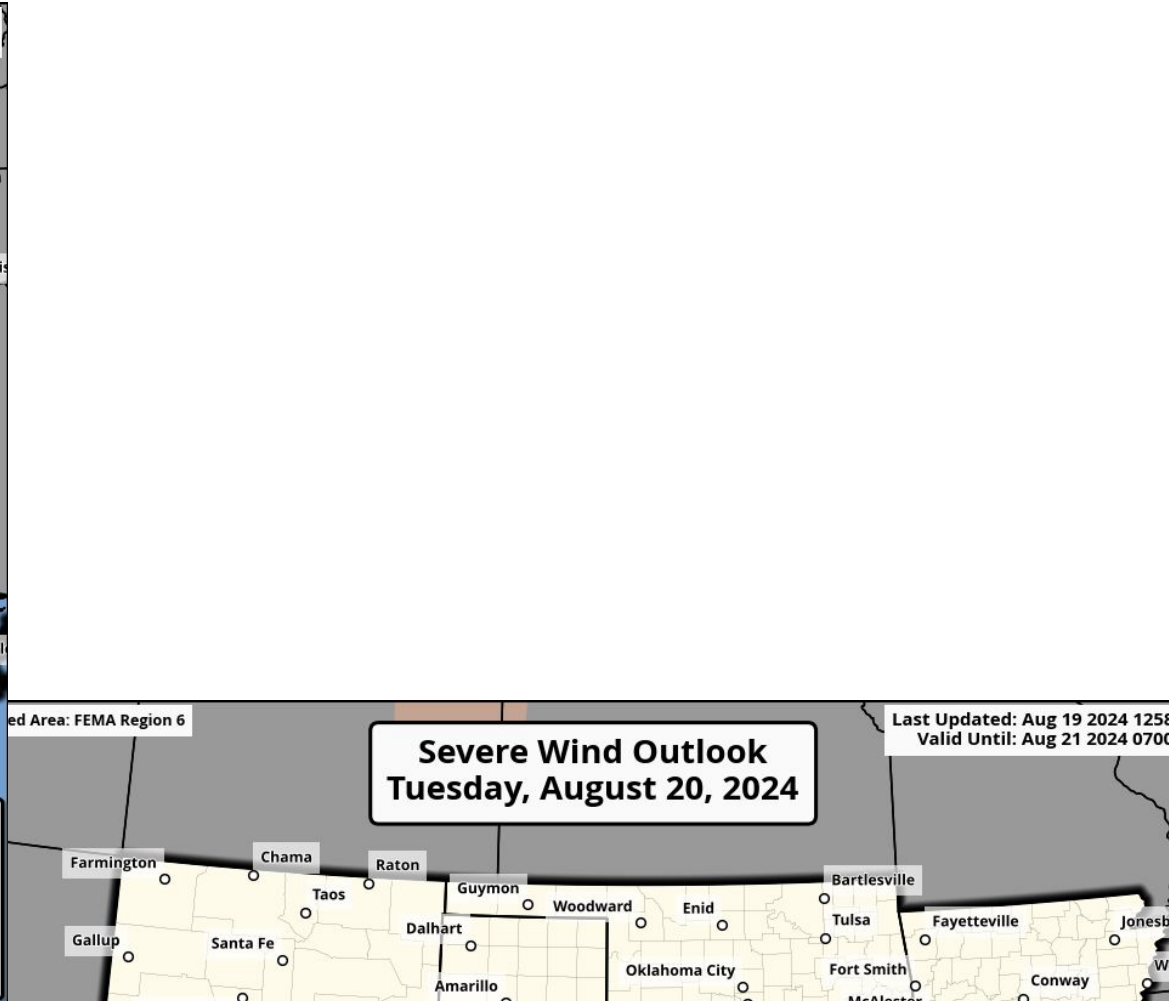 ed Area: FEMA Region 6
Last Updated: Aug 19 2024 1258
Valid Until: Aug 21 2024 0700
Severe Wind Outlook
Tuesday, August 20, 2024
Farmington
Chama
Raton
Taos
Guymon
Woodward
Enid
Bartlesville
Tulsa
Fayetteville
Jonesb
Gallup
Santa Fe
Dalhart
Oklahoma City
Fort Smith
W
Amarillo
Conway
McAlester